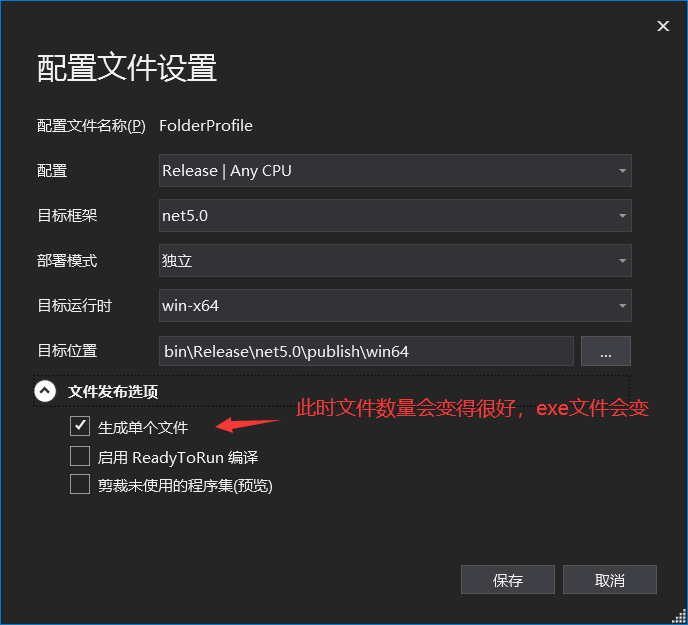 配置文件设置
配置文件名称(P) FolderProfile
配置 Release | Any CPU
目标框架 net5.0
部署模式 独立
目标运行时 win-x64
目标位置 bin\Release\net5.0\publish\win64 ...
文件发布选项
此时文件数量会变得很好，exe文件会变
生成单个文件
启用 ReadyToRun 编译
剪裁未使用的程序集(预览)
保存 取消